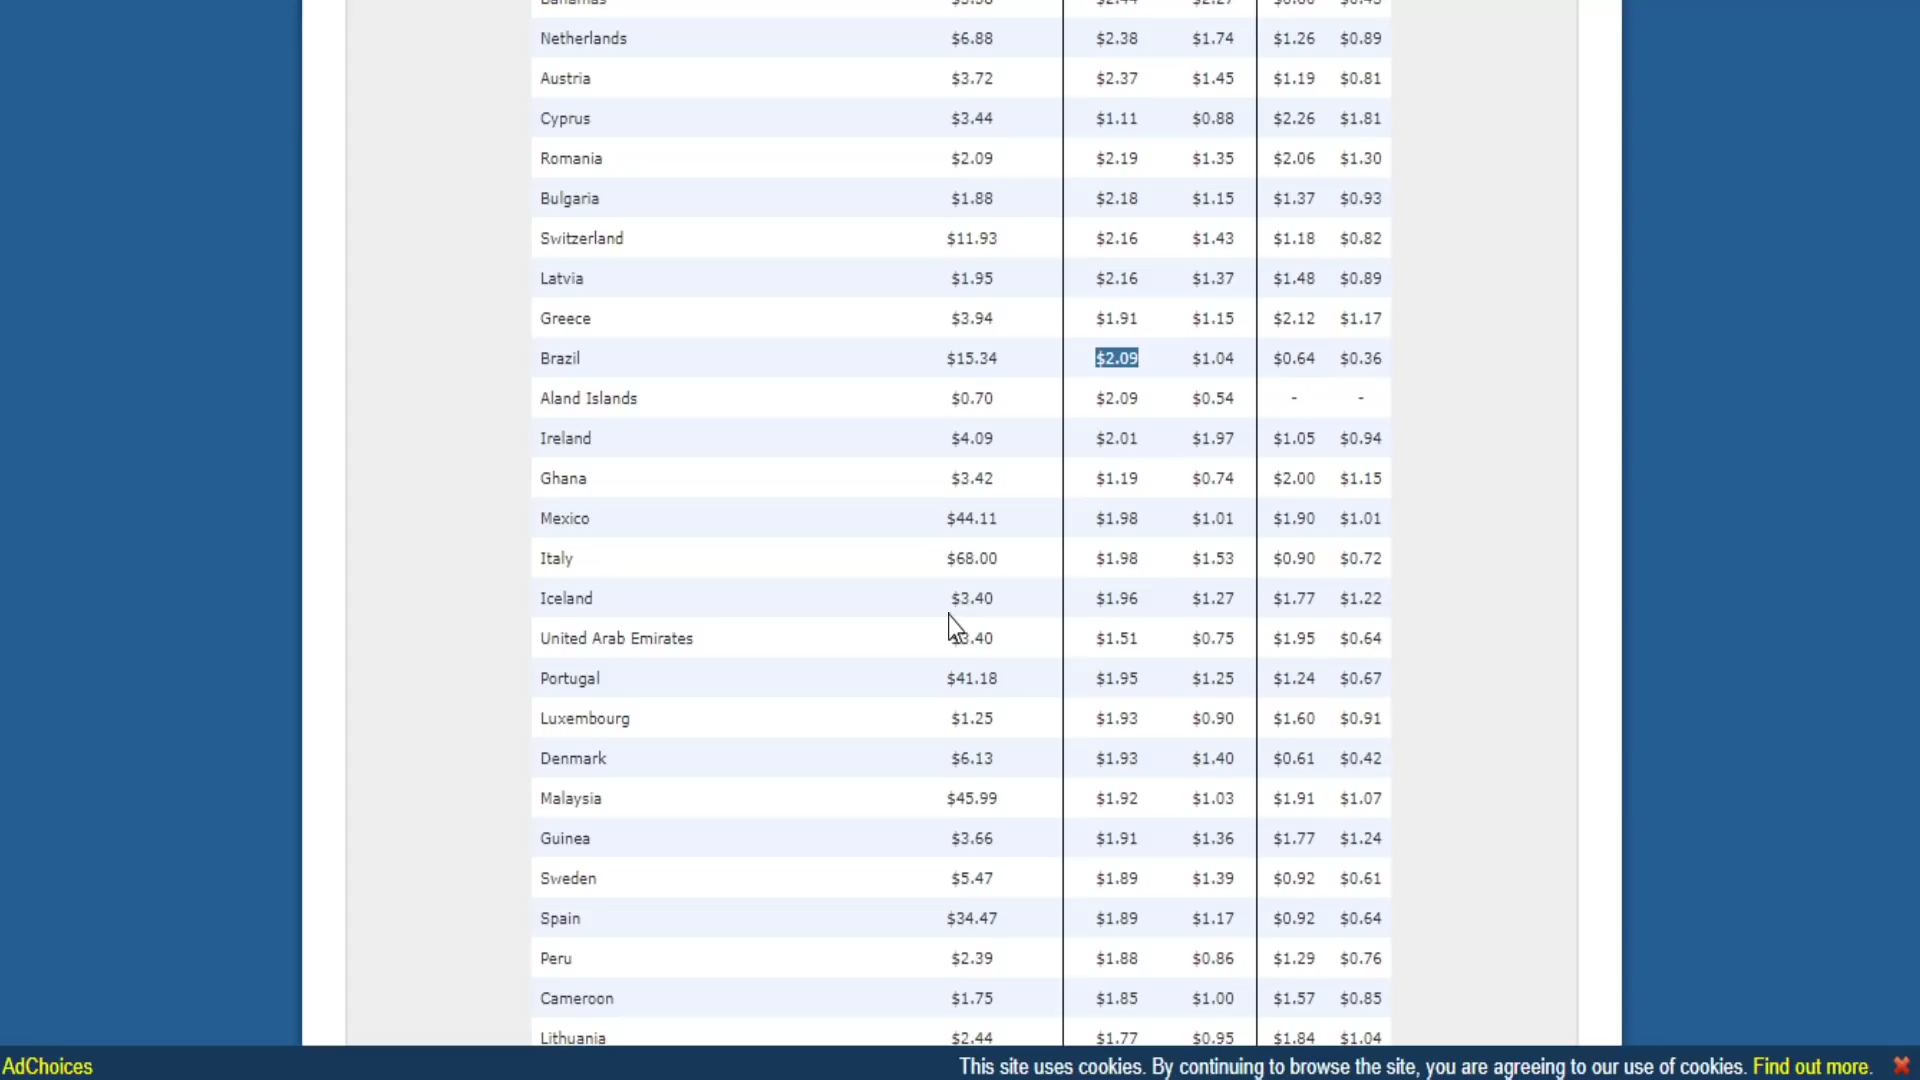 Bahamas $2.44 $2.27
Netherlands $6.88 $2.38 $1.74 $1.26 $0.89
Austria $3.72 $2.37 $1.45 $1.19 $0.81
Cyprus $3.44 $1.11 $0.88 $2.26 $1.81
Romania $2.09 $2.19 $1.35 $2.06 $1.30
Bulgaria $1.88 $2.18 $1.15 $1.37 $0.93
Switzerland $11.93 $2.16 $1.43 $1.18 $0.82
Latvia $1.95 $2.16 $1.37 $1.48 $0.89
Greece $3.94 $1.91 $1.15 $2.12 $1.17
Brazil $15.34 $2.09 $1.04 $0.64 $0.36
Aland Islands $0.70 $2.09 $0.54 - -
Ireland $4.09 $2.01 $1.97 $1.05 $0.94
Ghana $3.42 $1.19 $0.74 $2.00 $1.15
Mexico $44.11 $1.98 $1.01 $1.90 $1.01
Italy $68.00 $1.98 $1.53 $0.90 $0.72
Iceland $3.40 $1.96 $1.27 $1.77 $1.22
United Arab Emirates $3.40 $1.51 $0.75 $1.95 $0.64
Portugal $41.18 $1.95 $1.25 $1.24 $0.67
Luxembourg $1.25 $1.93 $0.90 $1.60 $0.91
Denmark $6.13 $1.93 $1.40 $0.61 $0.42
Malaysia $45.99 $1.92 $1.03 $1.91 $1.07
Guinea $3.66 $1.91 $1.36 $1.77 $1.24
Sweden $5.47 $1.89 $1.39 $0.92 $0.61
Spain $34.47 $1.89 $1.17 $0.92 $0.64
Peru $2.39 $1.88 $0.86 $1.29 $0.76
Cameroon $1.75 $1.85 $1.00 $1.57 $0.85
Lithuania $2.44 $1.77 $0.95 $1.84 $1.04
AdChoices This site uses cookies. By continuing to browse the site, you are agreeing to our use of cookies. Find out more.